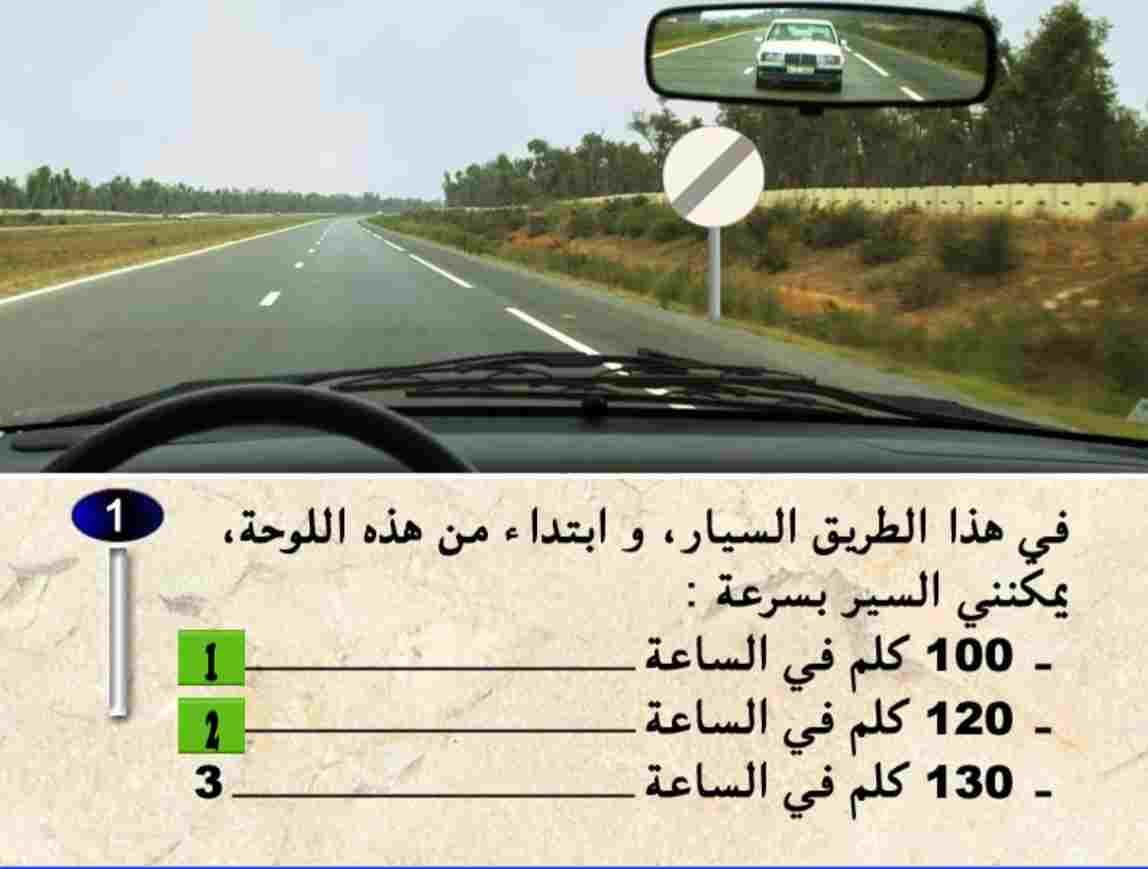 1
في هذا الطريق السيار، و ابتداء من هذه اللوحة،
يمكنني السير بسرعة :
- 100 كلم في الساعة 1
- 120 كلم في الساعة 2
- 130 كلم في الساعة 3